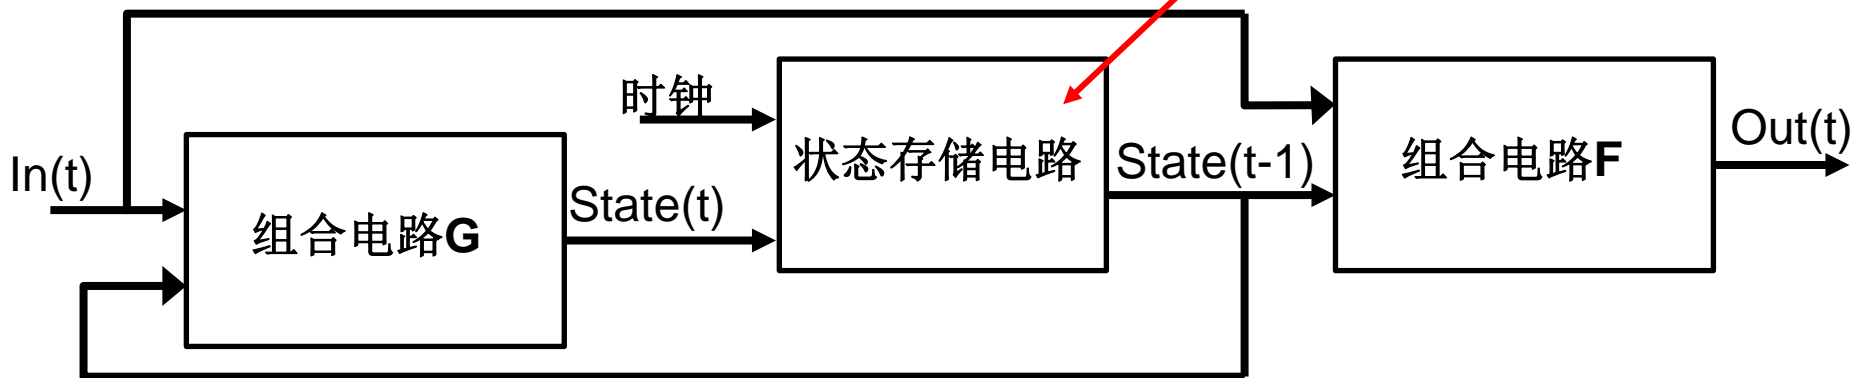 In(t)
组合电路G
State(t)
时钟
状态存储电路
State(t-1)
组合电路F
Out(t)